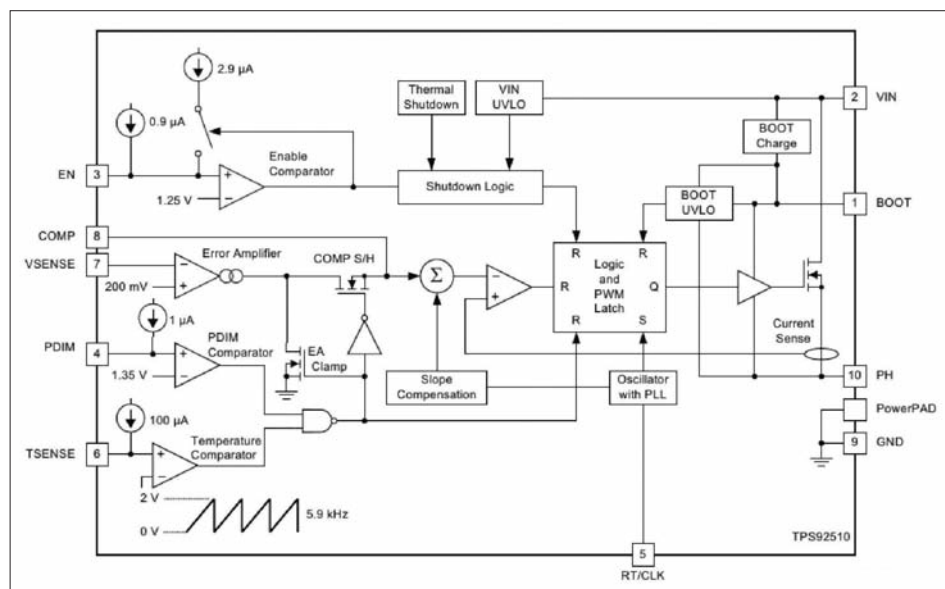 2.9 µA
0.9 µA
Thermal
Shutdown
VIN
UVLO
2
VIN
BOOT
Charge
EN
3
Enable
Comparator
1.25 V
Shutdown Logic
BOOT
UVLO
1
BOOT
COMP
8
VSENSE
7
Error Amplifier
COMP S/H
200 mV
Σ
R
R
Logic
and
PWM
Latch
R
Q
R
S
1 µA
PDIM
4
PDIM
Comparator
1.35 V
EA
Clamp
Slope
Compensation
Oscillator
with PLL
Current
Sense
10
PH
PowerPAD
9
GND
100 µA
TSENSE
6
Temperature
Comparator
2 V
0 V
5.9 kHz
TPS92510
5
RT/CLK